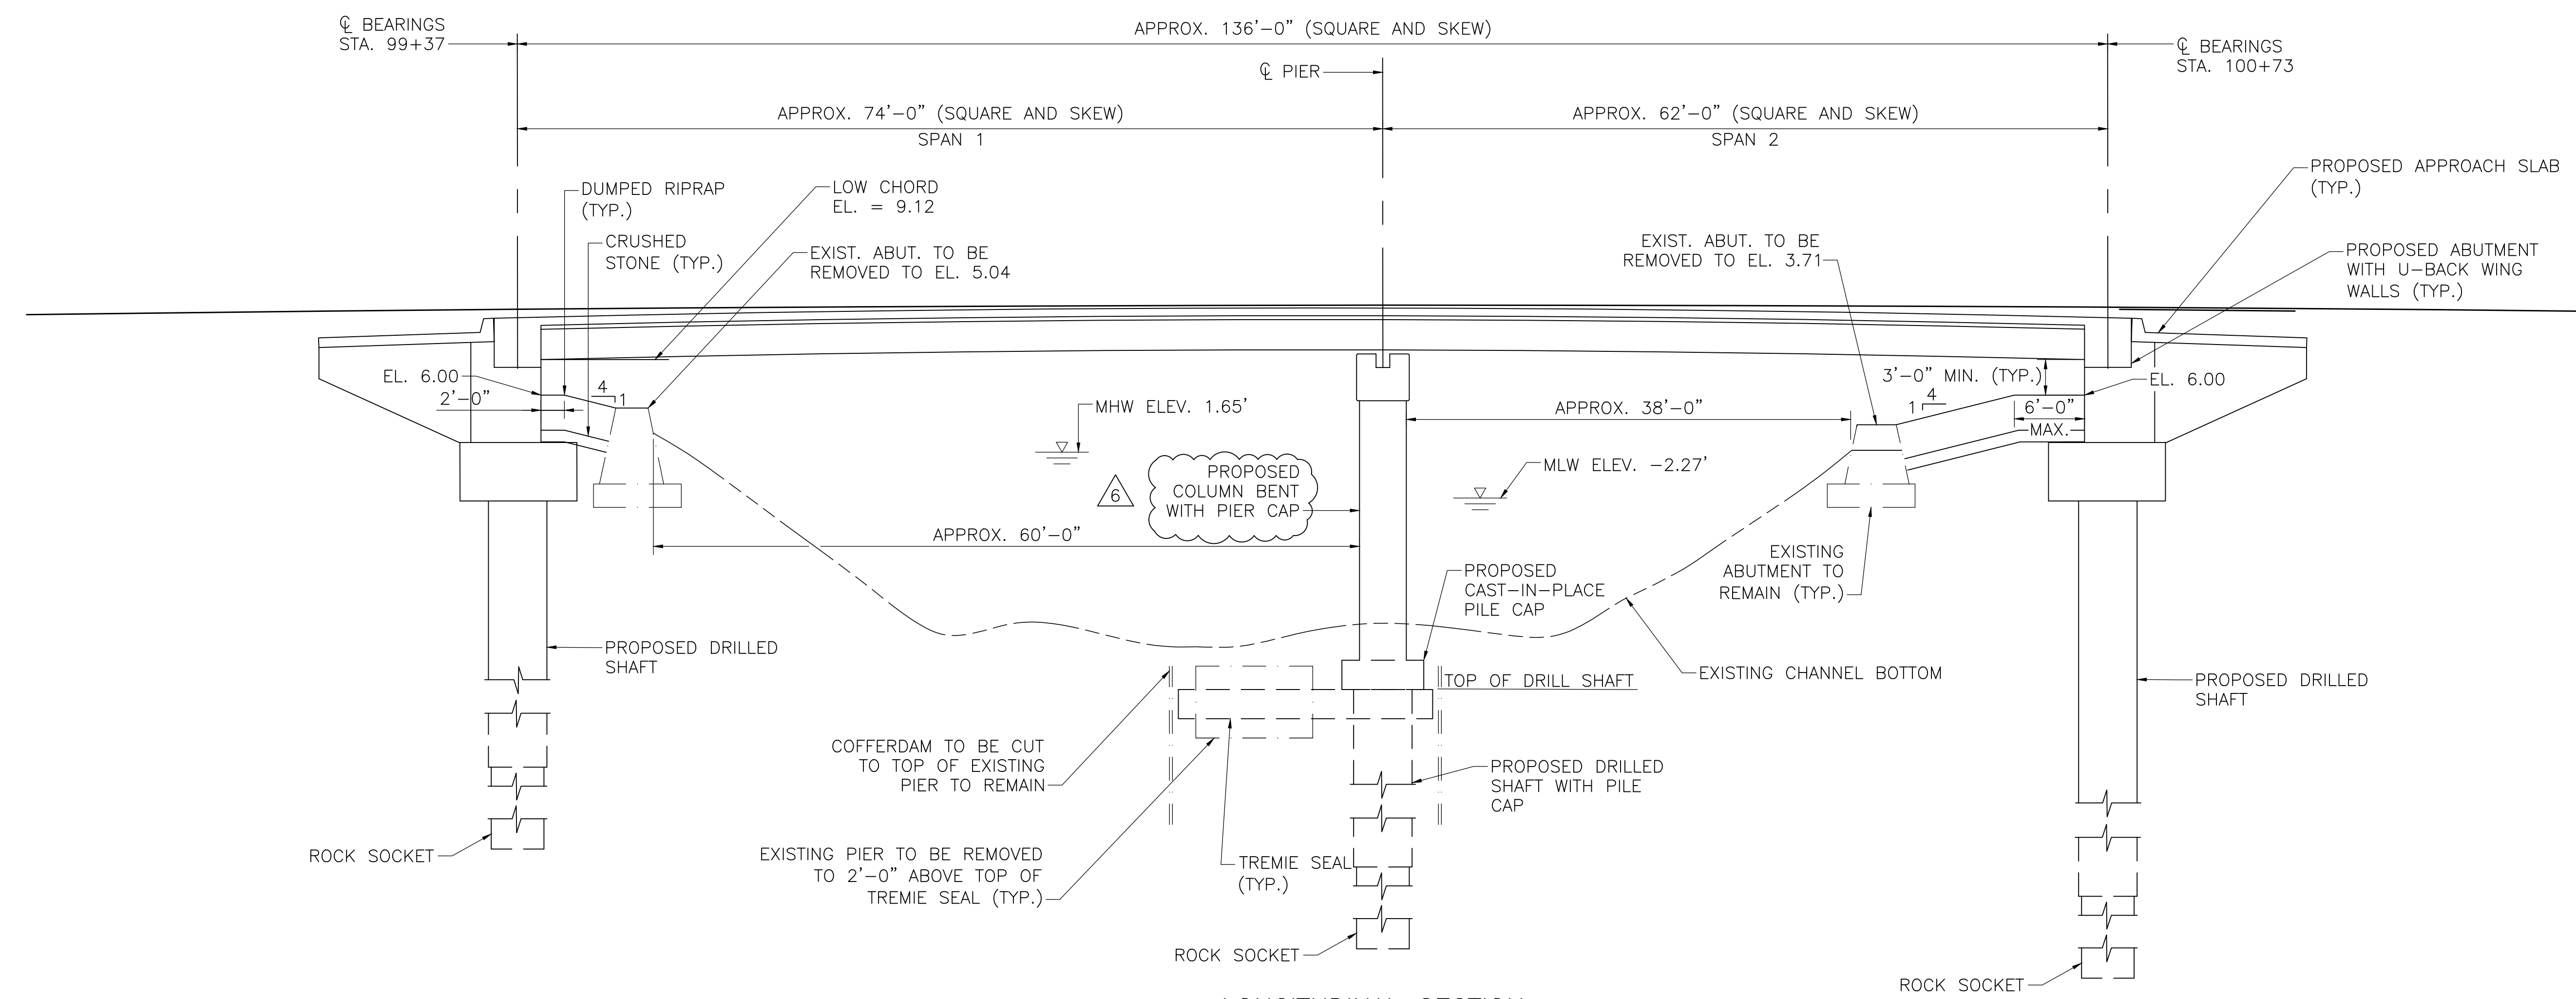 ℄ BEARINGS
STA. 99+37
APPROX. 136'-0" (SQUARE AND SKEW)
℄ BEARINGS
STA. 100+73
℄ PIER
APPROX. 74'-0" (SQUARE AND SKEW)
SPAN 1
APPROX. 62'-0" (SQUARE AND SKEW)
SPAN 2
DUMPED RIPRAP
(TYP.)
LOW CHORD
EL. = 9.12
PROPOSED APPROACH SLAB
(TYP.)
CRUSHED
STONE (TYP.)
EXIST. ABUT. TO BE
REMOVED TO EL. 5.04
EXIST. ABUT. TO BE
REMOVED TO EL. 3.71
PROPOSED ABUTMENT
WITH U-BACK WING
WALLS (TYP.)
EL. 6.00
2'-0"
4
1
3'-0" MIN. (TYP.)
EL. 6.00
4
1
6'-0"
MAX.
MHW ELEV. 1.65'
APPROX. 38'-0"
MLW ELEV. -2.27'
6
PROPOSED
COLUMN BENT
WITH PIER CAP
APPROX. 60'-0"
EXISTING
ABUTMENT TO
REMAIN (TYP.)
PROPOSED
CAST-IN-PLACE
PILE CAP
PROPOSED DRILLED
SHAFT
EXISTING CHANNEL BOTTOM
TOP OF DRILL SHAFT
PROPOSED DRILLED
SHAFT
COFFERDAM TO BE CUT
TO TOP OF EXISTING
PIER TO REMAIN
PROPOSED DRILLED
SHAFT WITH PILE
CAP
ROCK SOCKET
EXISTING PIER TO BE REMOVED
TO 2'-0" ABOVE TOP OF
TREMIE SEAL (TYP.)
TREMIE SEAL
(TYP.)
ROCK SOCKET
ROCK SOCKET
LONGITUDINAL SECTION